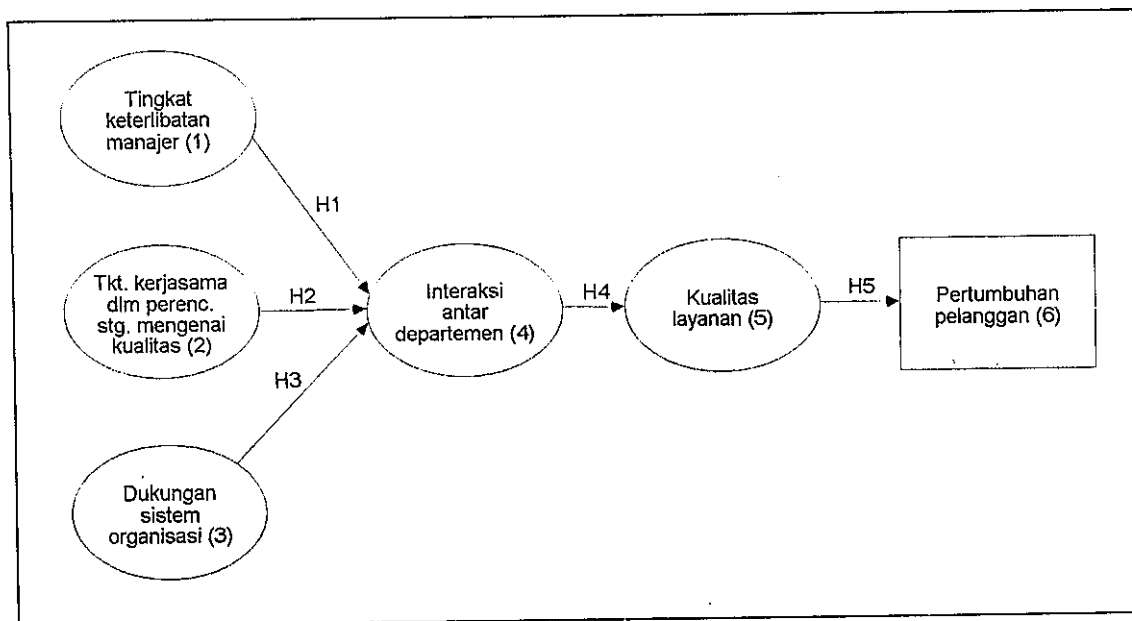 Tingkat
keterlibatan
manajer (1)
H1
Tkt. kerjasama
dlm perenc.
stg. mengenai
kualitas (2)
H2
Interaksi
antar
departemen (4)
H4
Kualitas
layanan (5)
H5
Pertumbuhan
pelanggan (6)
H3
Dukungan
sistem
organisasi (3)